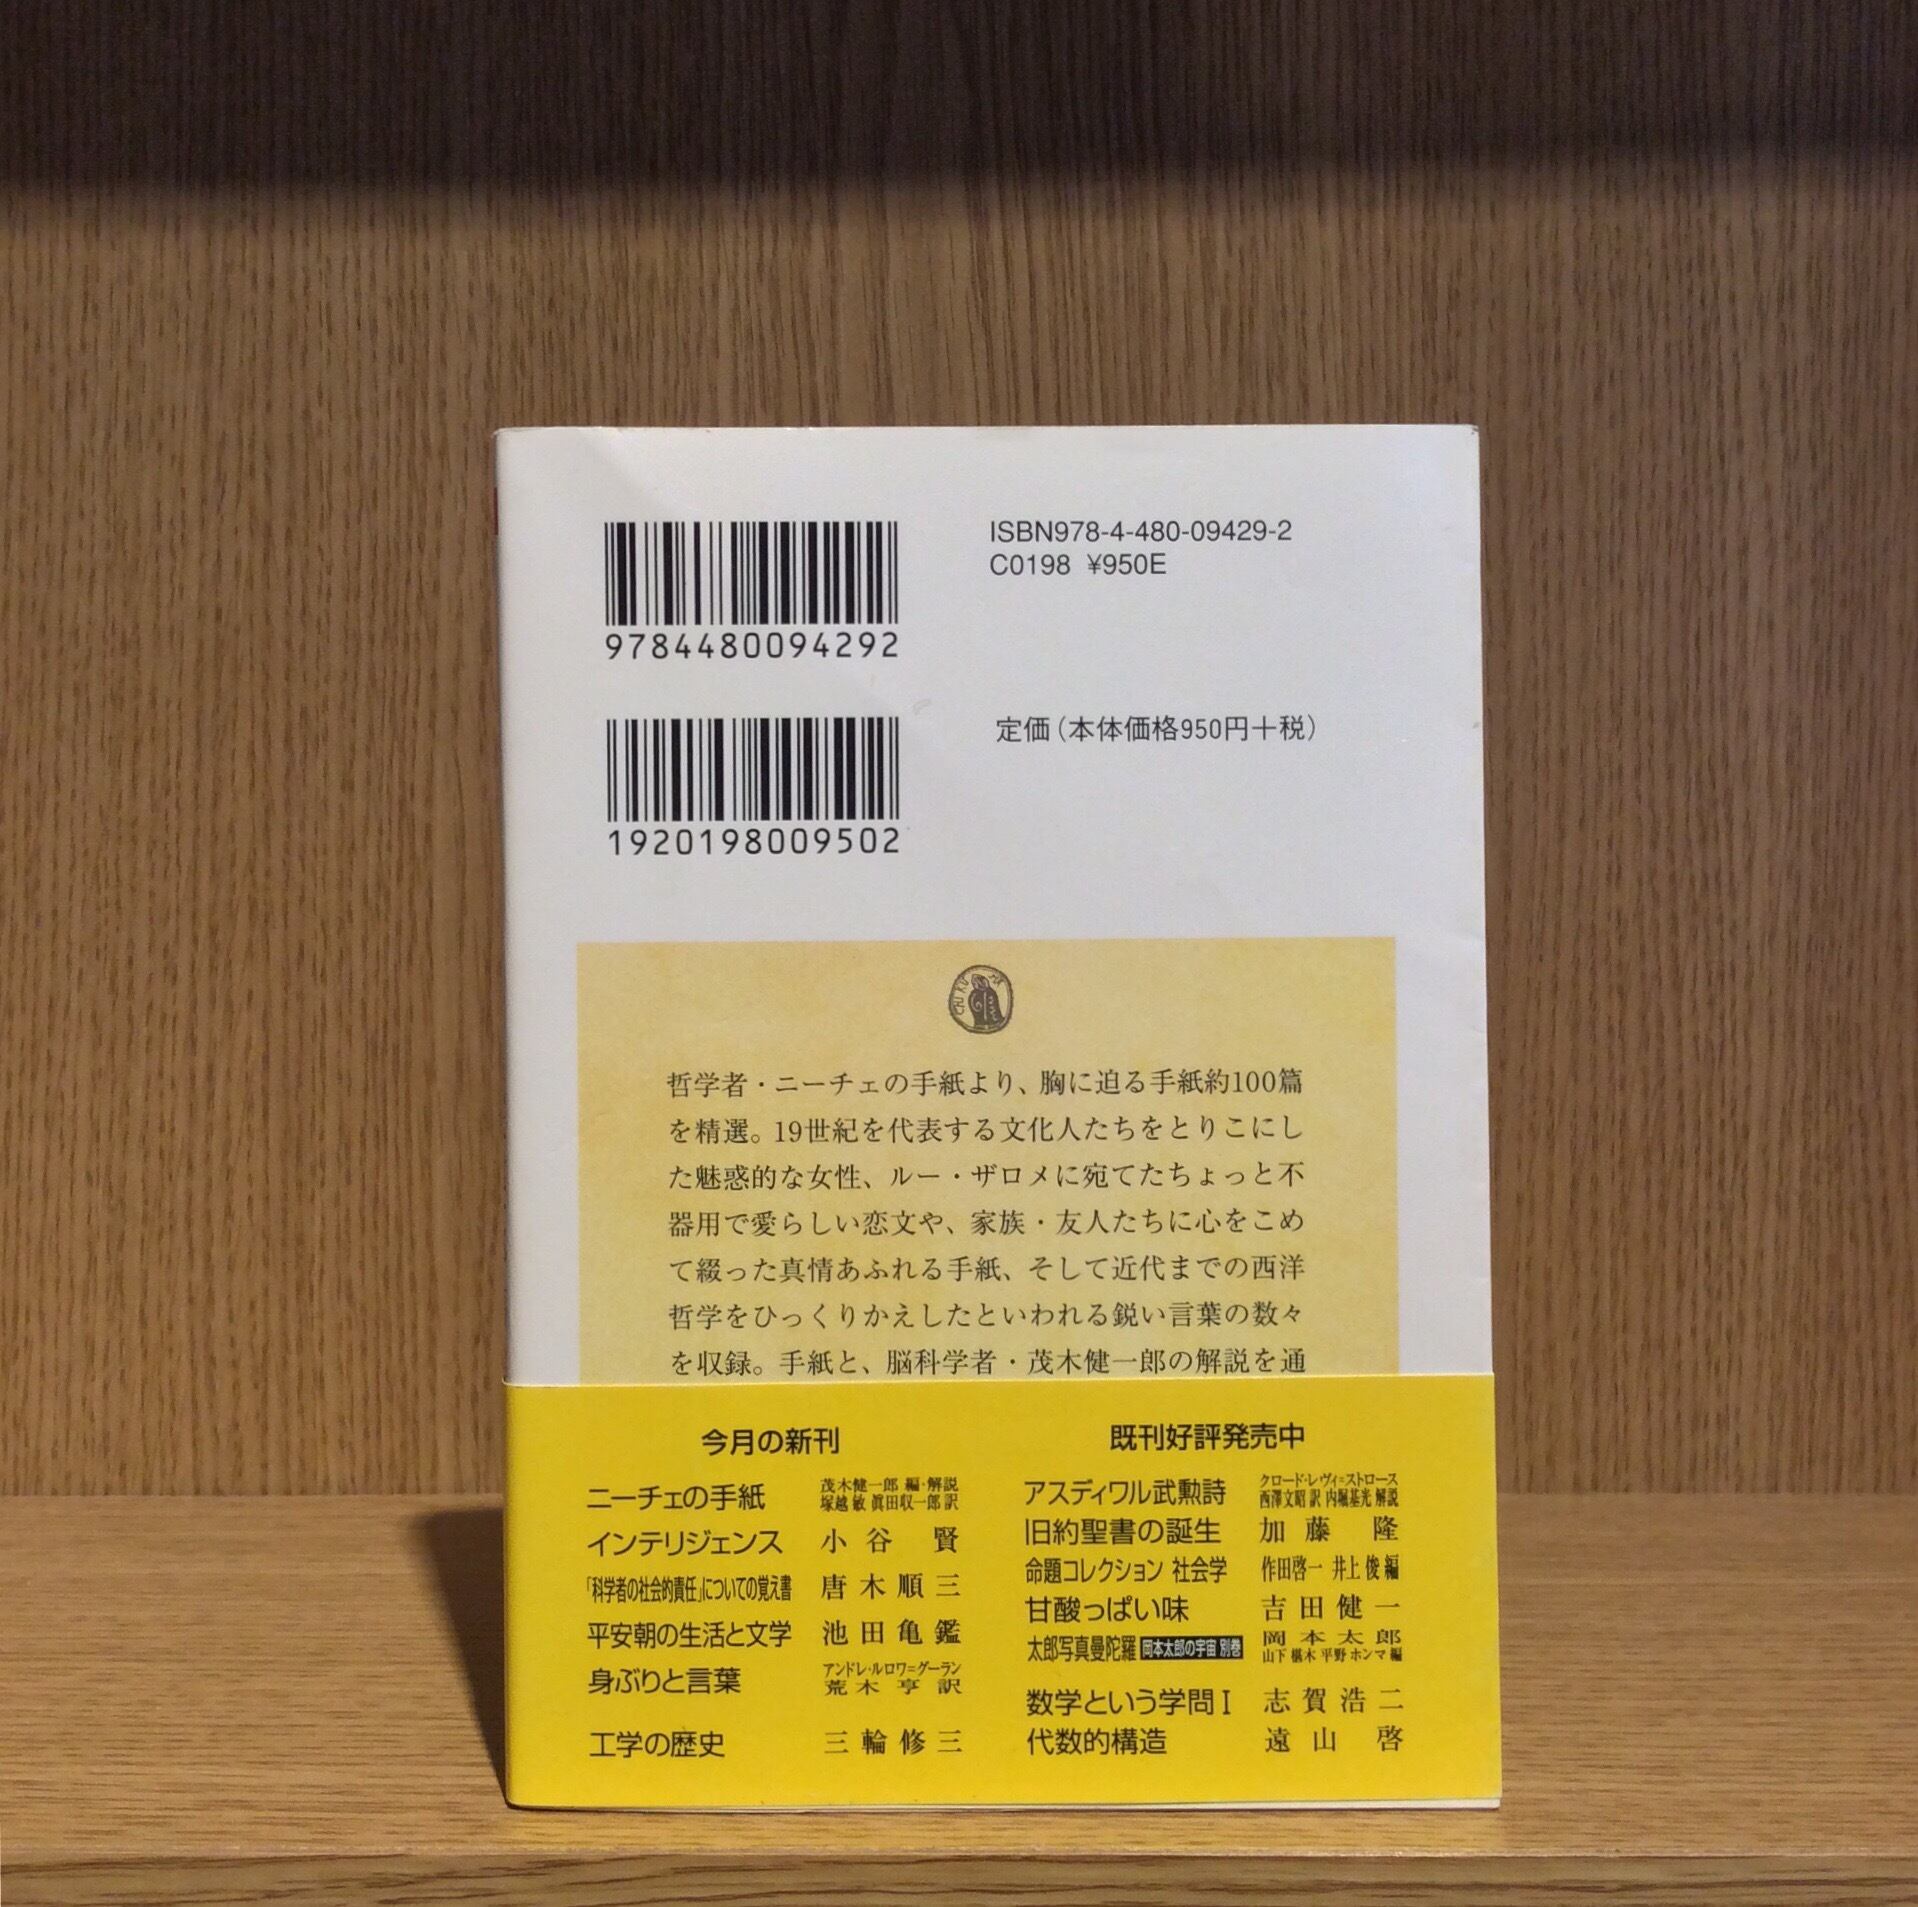 9784480094292
ISBN978-4-480-09429-2
C0198 ¥950E
1920198009502
定価（本体価格950円＋税）
CHIKUMA
哲学者・ニーチェの手紙より、胸に迫る手紙約100篇
を精選。19世紀を代表する文化人たちをとりこにし
た魅惑的な女性、ルー・ザロメに宛てたちょっと不
器用で愛らしい恋文や、家族・友人たちに心をこめ
て綴った真情あふれる手紙、そして近代までの西洋
哲学をひっくりかえしたといわれる鋭い言葉の数々
を収録。手紙と、脳科学者・茂木健一郎の解説を通
今月の新刊
ニーチェの手紙 茂木健一郎 編・解説
塚越敏 眞田収一郎 訳
インテリジェンス 小谷賢
「科学者の社会的責任」についての覚え書 唐木順三
平安朝の生活と文学 池田亀鑑
身ぶりと言葉 アンドレ・ルロワ＝グーラン
荒木亨 訳
工学の歴史 三輪修三
既刊好評発売中
アスディワル武勲詩 クロード・レヴィ＝ストロース
西澤文昭 訳 内堀基光 解説
旧約聖書の誕生 加藤隆
命題コレクション 社会学 作田啓一 井上俊 編
甘酸っぱい味 吉田健一
太郎写真曼陀羅 岡本太郎の宇宙 別巻 岡本太郎
山下 椹木 平野 ホンマ 編
数学という学問Ⅰ 志賀浩二
代数的構造 遠山啓